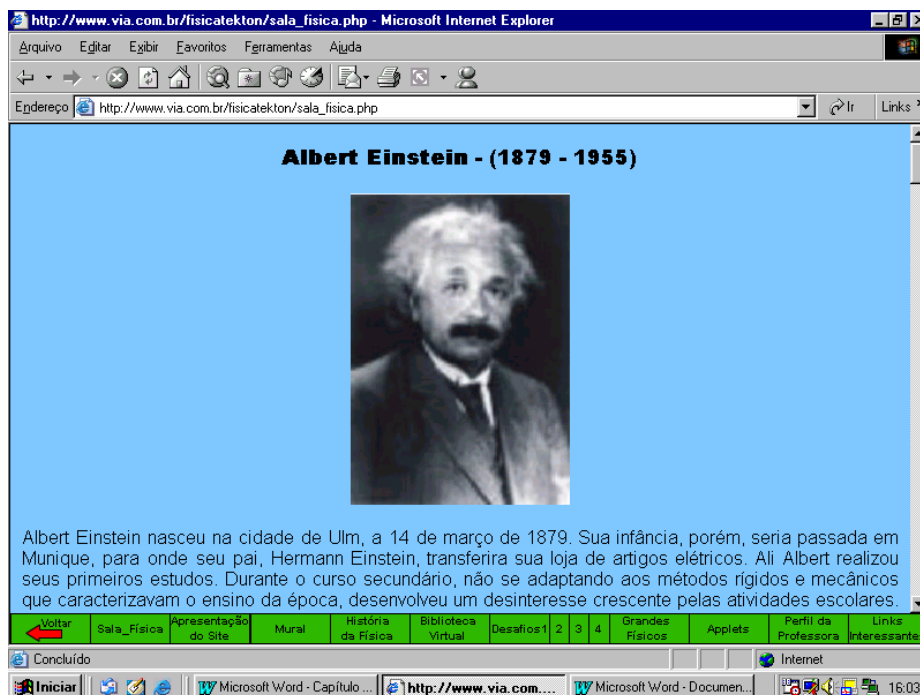 http://www.via.com.br/fisicatekton/sala_fisica.php - Microsoft Internet Explorer
Arquivo Editar Exibir Favoritos Ferramentas Ajuda
Endereço http://www.via.com.br/fisicatekton/sala_fisica.php Ir Links
Albert Einstein - (1879 - 1955)
Albert Einstein nasceu na cidade de Ulm, a 14 de março de 1879. Sua infância, porém, seria passada em
Munique, para onde seu pai, Hermann Einstein, transferira sua loja de artigos elétricos. Ali Albert realizou
seus primeiros estudos. Durante o curso secundário, não se adaptando aos métodos rígidos e mecânicos
que caracterizavam o ensino da época, desenvolveu um desinteresse crescente pelas atividades escolares.
Voltar
Sala_Física
Apresentação
do Site
Mural
História
da Física
Biblioteca
Virtual
Desafios1 2 3 4
Grandes
Físicos
Applets
Perfil da
Professora
Links
Interessantes
Concluído Internet
Iniciar Microsoft Word - Capítulo ... http://www.via.com.... Microsoft Word - Documen... 16:03